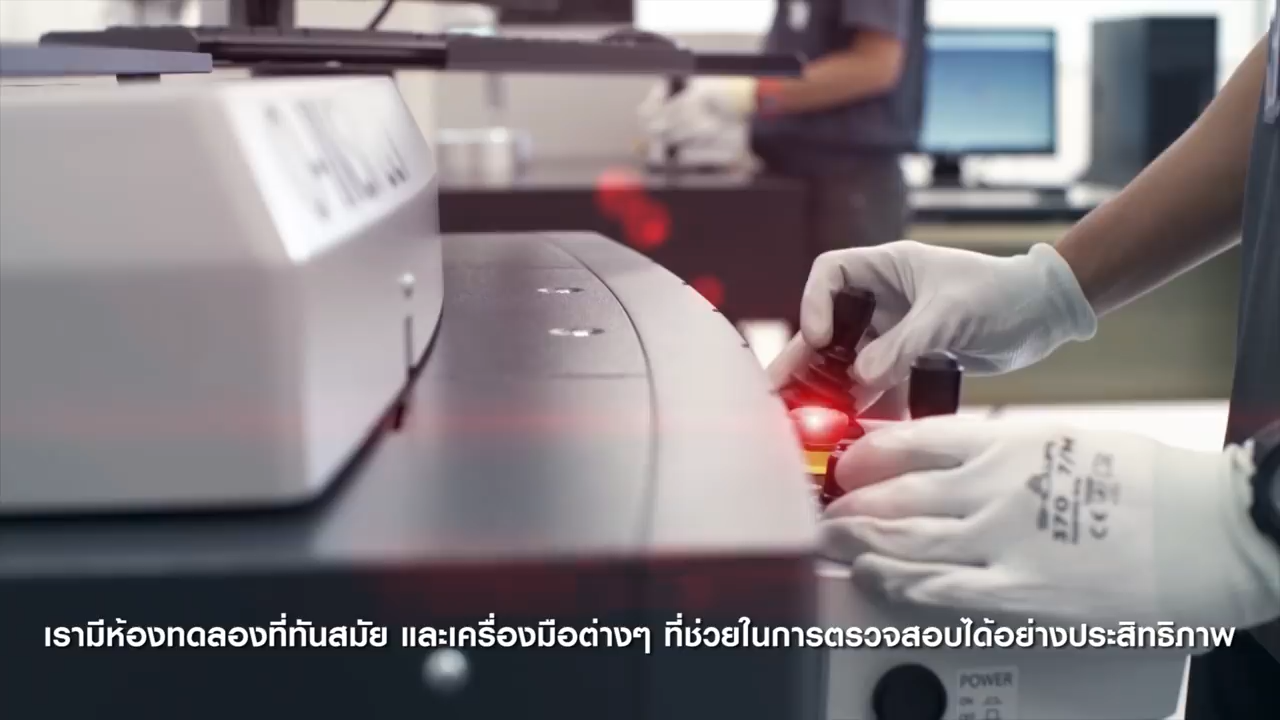 370 7/M
CE
เรามีห้องทดลองที่ทันสมัย และเครื่องมือต่างๆ ที่ช่วยในการตรวจสอบได้อย่างประสิทธิภาพ
POWER
ON